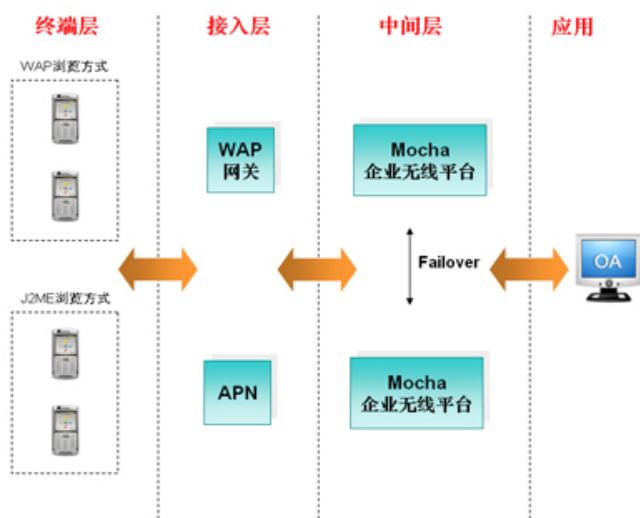 终端层
接入层
中间层
应用
WAP浏览方式
WAP
网关
Mocha
企业无线平台
Failover
OA
J2ME浏览方式
APN
Mocha
企业无线平台